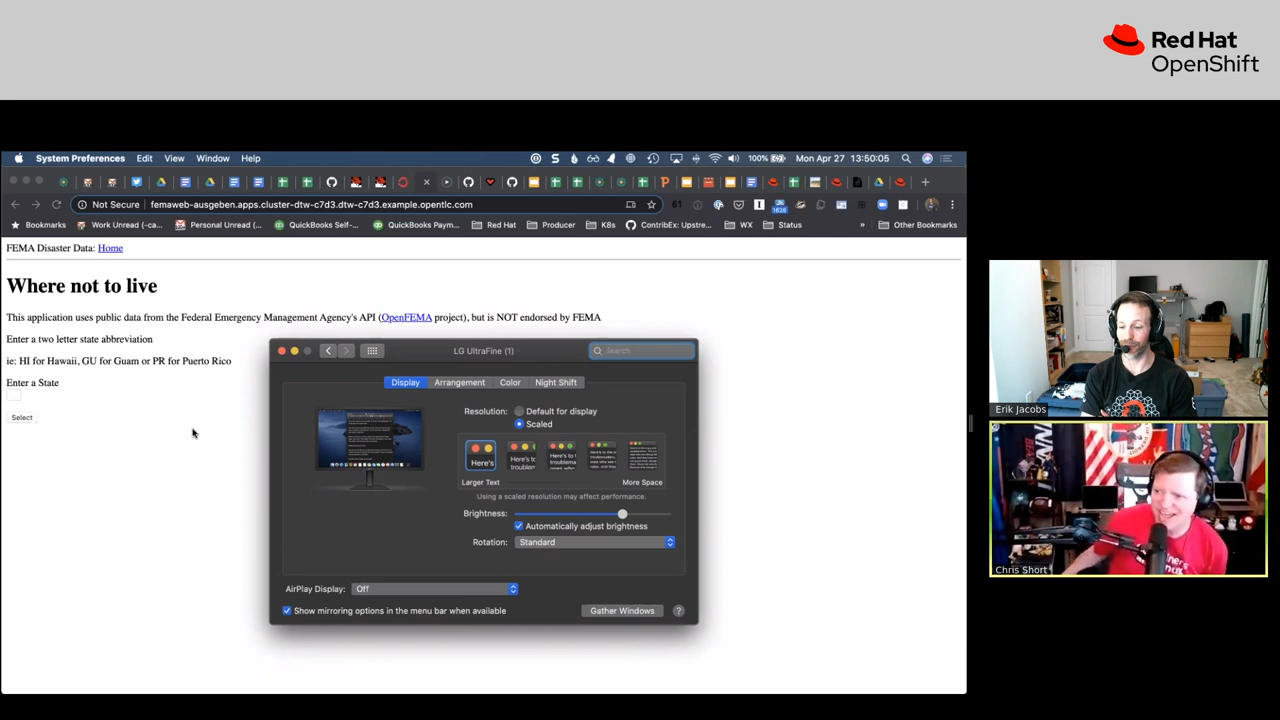 Red Hat
OpenShift
System Preferences Edit View Window Help 100% Mon Apr 27 13:50:05
Not Secure femaweb-ausgeben.apps.cluster-dtw-c7d3.dtw-c7d3.example.opentlc.com
Bookmarks Work Unread (-ca... Personal Unread (... QuickBooks Self-... QuickBooks Paym... Red Hat Producer K8s ContribEx: Upstre... WX Status » Other Bookmarks
FEMA Disaster Data: Home
Where not to live
This application uses public data from the Federal Emergency Management Agency's API (OpenFEMA project), but is NOT endorsed by FEMA
Enter a two letter state abbreviation
ie: HI for Hawaii, GU for Guam or PR for Puerto Rico
Enter a State
Select
LG UltraFine (1)
Search
Display Arrangement Color Night Shift
Resolution: Default for display
Scaled
Here's
Larger Text More Space
Using a scaled resolution may affect performance.
Brightness:
Automatically adjust brightness
Rotation: Standard
AirPlay Display: Off
Show mirroring options in the menu bar when available
Gather Windows ?
Erik Jacobs
Chris Short